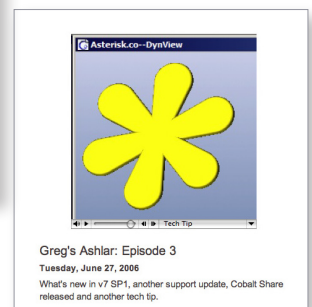 Asterisk.co--DynView
Tech Tip
Greg's Ashlar: Episode 3
Tuesday, June 27, 2006
What's new in v7 SP1, another support update, Cobalt Share
released and another tech tip.